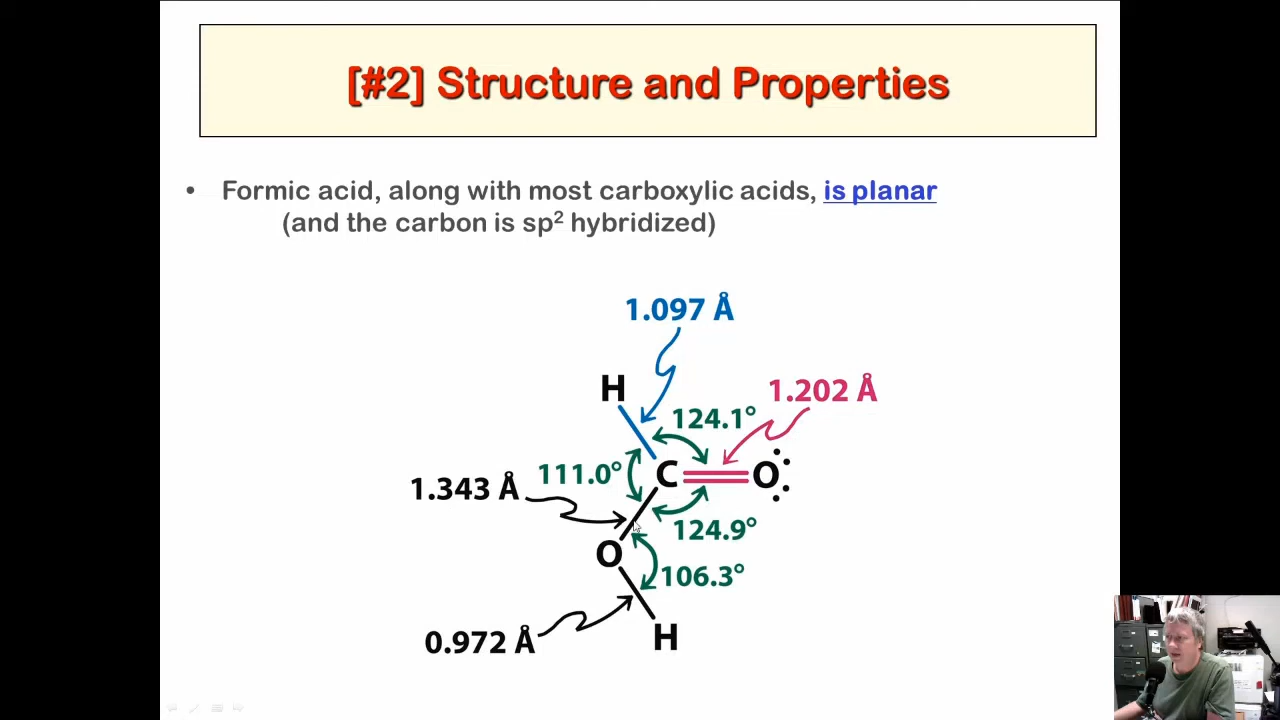 [#2] Structure and Properties
• Formic acid, along with most carboxylic acids, is planar
(and the carbon is sp² hybridized)
1.097 Å
H
1.202 Å
124.1°
111.0°
C
O
1.343 Å
124.9°
O
106.3°
0.972 Å
H